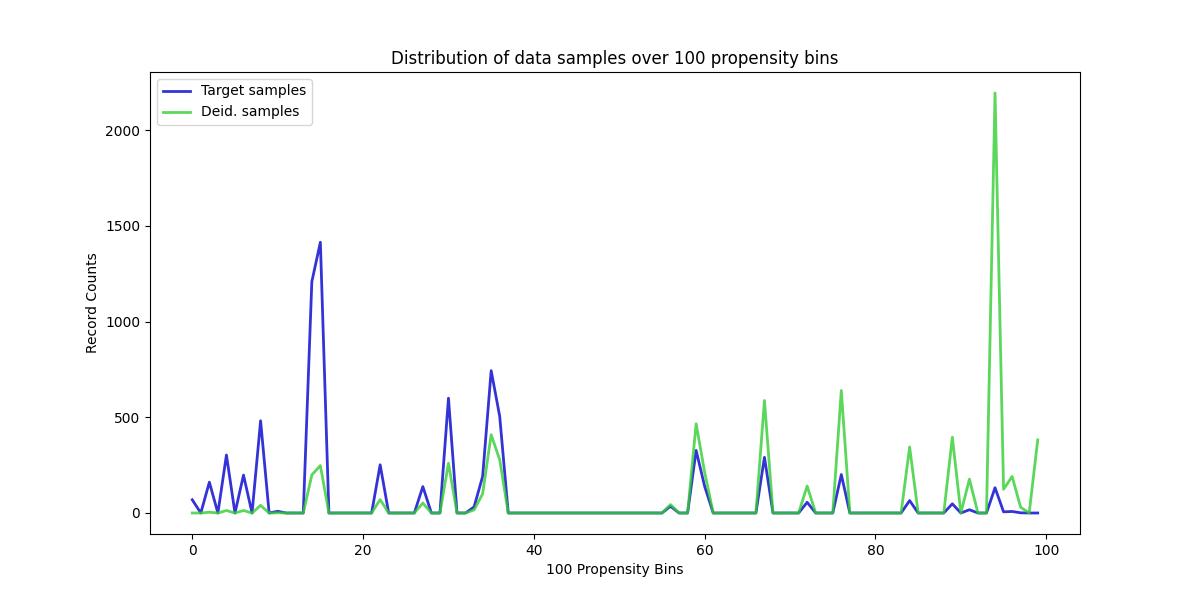 Distribution of data samples over 100 propensity bins
Target samples
Deid. samples
2000
1500
1000
500
0
Record Counts
0 20 40 60 80 100
100 Propensity Bins